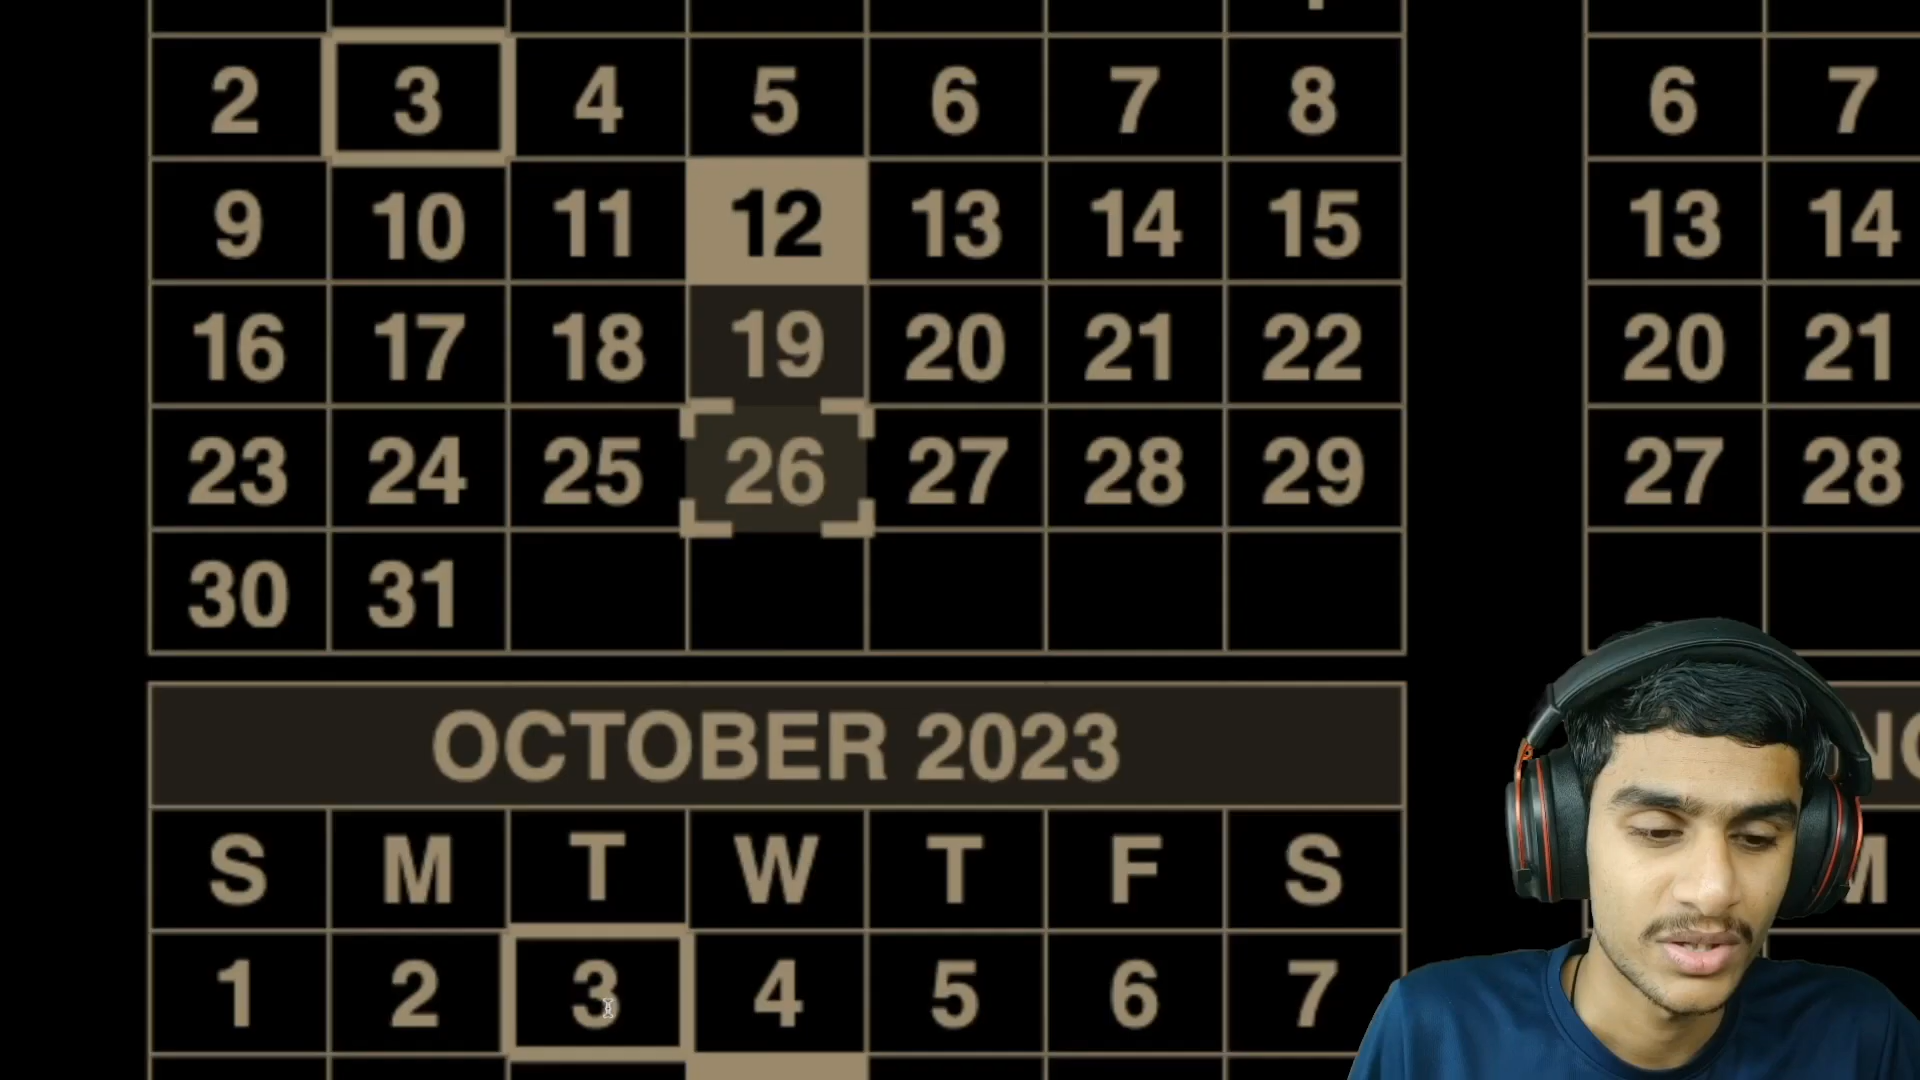 2 3 4 5 6 7 8 6 7
9 10 11 12 13 14 15 13 14
16 17 18 19 20 21 22 20 21
23 24 25 26 27 28 29 27 28
30 31
OCTOBER 2023
S M T W T F S M
1 2 3 4 5 6 7